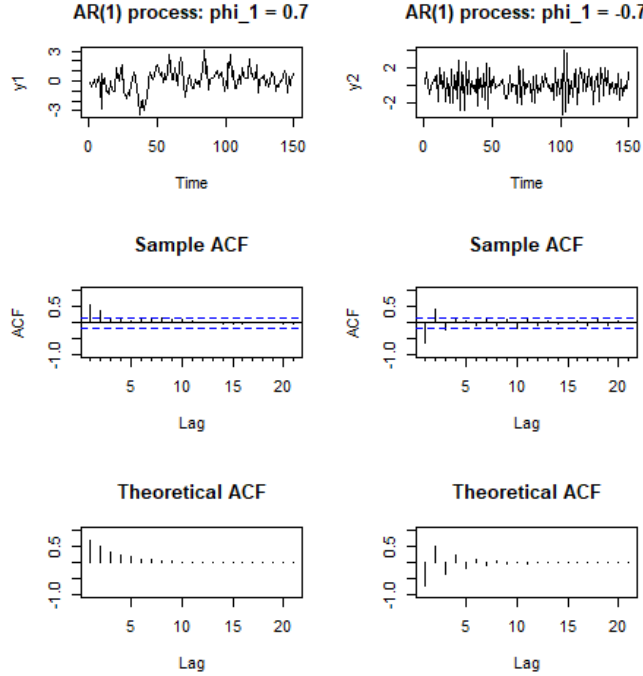 AR(1) process: phi_1 = 0.7
AR(1) process: phi_1 = -0.7
y1
-3 0 3
0 50 100 150
Time
y2
-2 2
0 50 100 150
Time
Sample ACF
ACF
-1.0 0.5
5 10 15 20
Lag
Sample ACF
ACF
-1.0 0.5
5 10 15 20
Lag
Theoretical ACF
-1.0 0.5
5 10 15 20
Lag
Theoretical ACF
-1.0 0.5
5 10 15 20
Lag